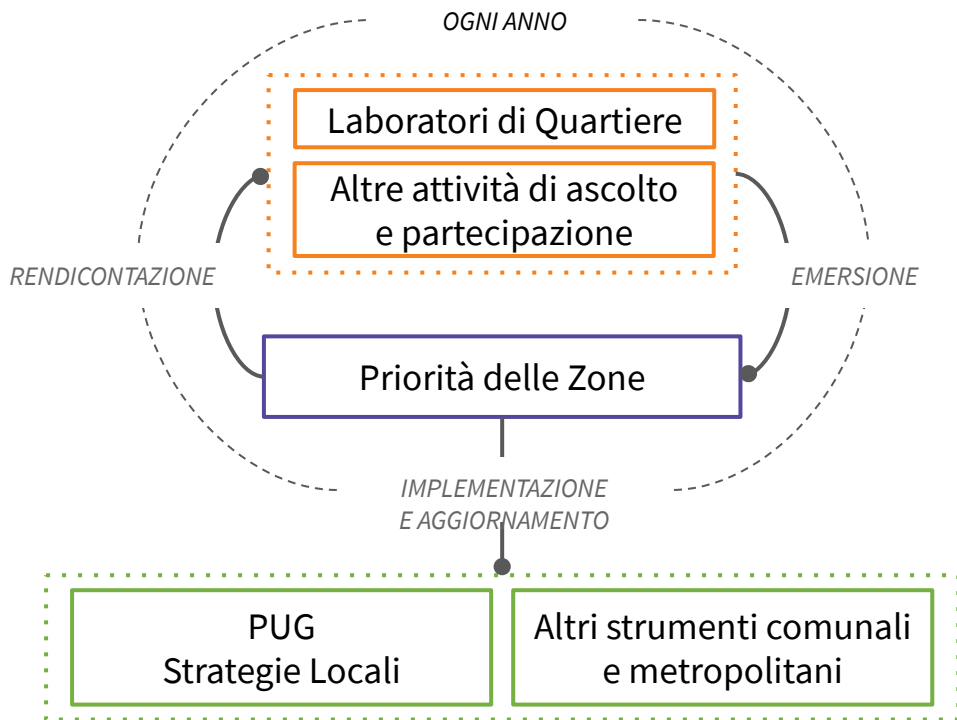 OGNI ANNO
Laboratori di Quartiere
Altre attività di ascolto
e partecipazione
RENDICONTAZIONE
EMERSIONE
Priorità delle Zone
IMPLEMENTAZIONE
E AGGIORNAMENTO
PUG
Strategie Locali
Altri strumenti comunali
e metropolitani